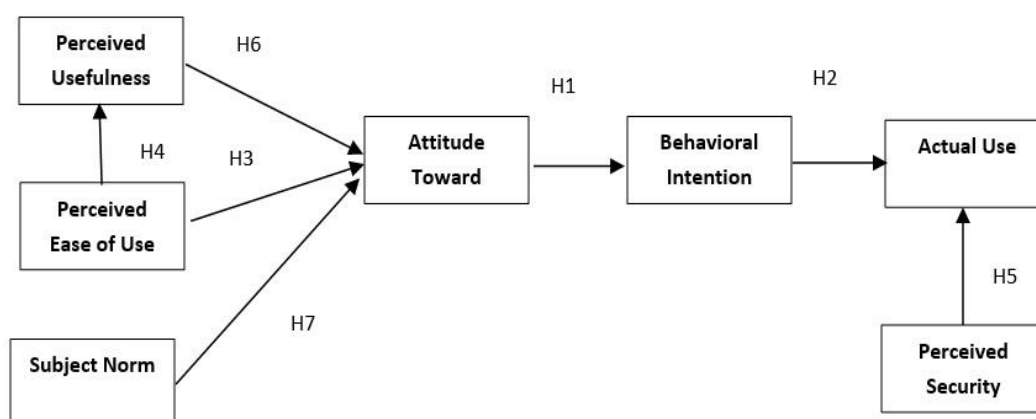 Perceived
Usefulness
H6
H1
H2
H4
H3
Attitude
Toward
Behavioral
Intention
Actual Use
Perceived
Ease of Use
H7
H5
Subject Norm
Perceived
Security